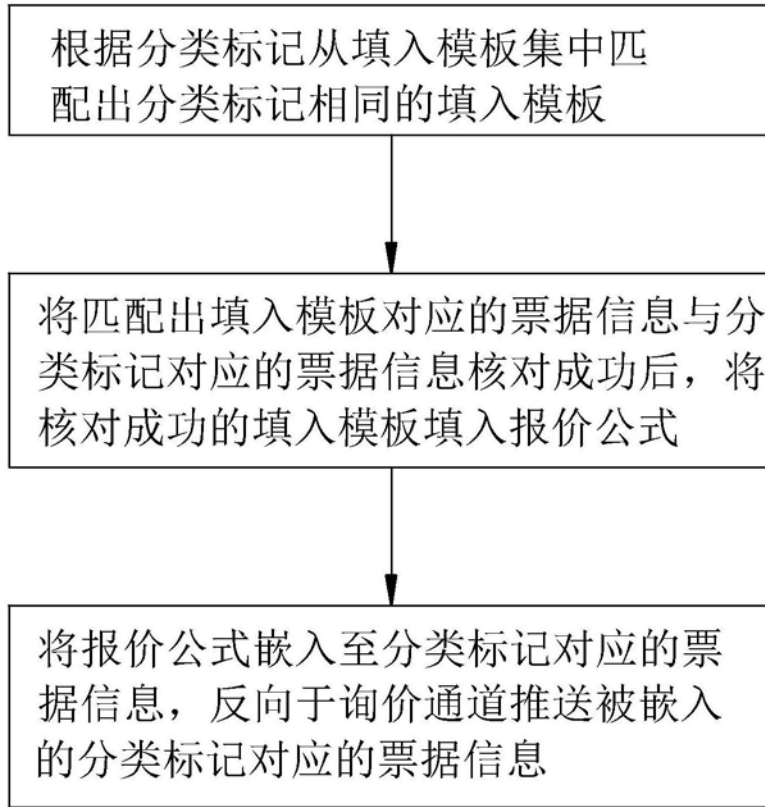 根据分类标记从填入模板集中匹
配出分类标记相同的填入模板
将匹配出填入模板对应的票据信息与分
类标记对应的票据信息核对成功后，将
核对成功的填入模板填入报价公式
将报价公式嵌入至分类标记对应的票
据信息，反向于询价通道推送被嵌入
的分类标记对应的票据信息